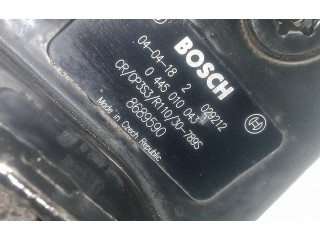 BOSCH
04-04-18 2 029212
0 445 010 043
CR/CP3S3/R110/30-789S
8689590
Made in Czech Republic